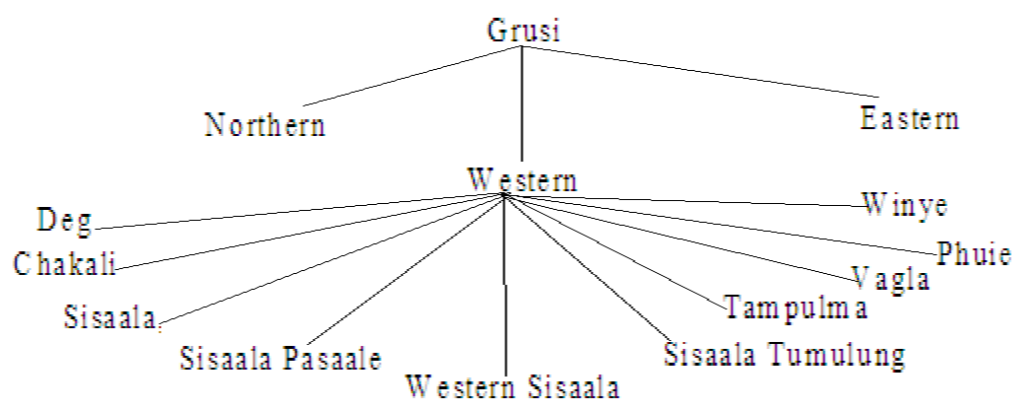 Grusi
Northern
Eastern
Western
Deg
Winye
Chakali
Phuie
Vagla
Sisaala,
Tampulma
Sisaala Pasaale
Sisaala Tumulung
Western Sisaala